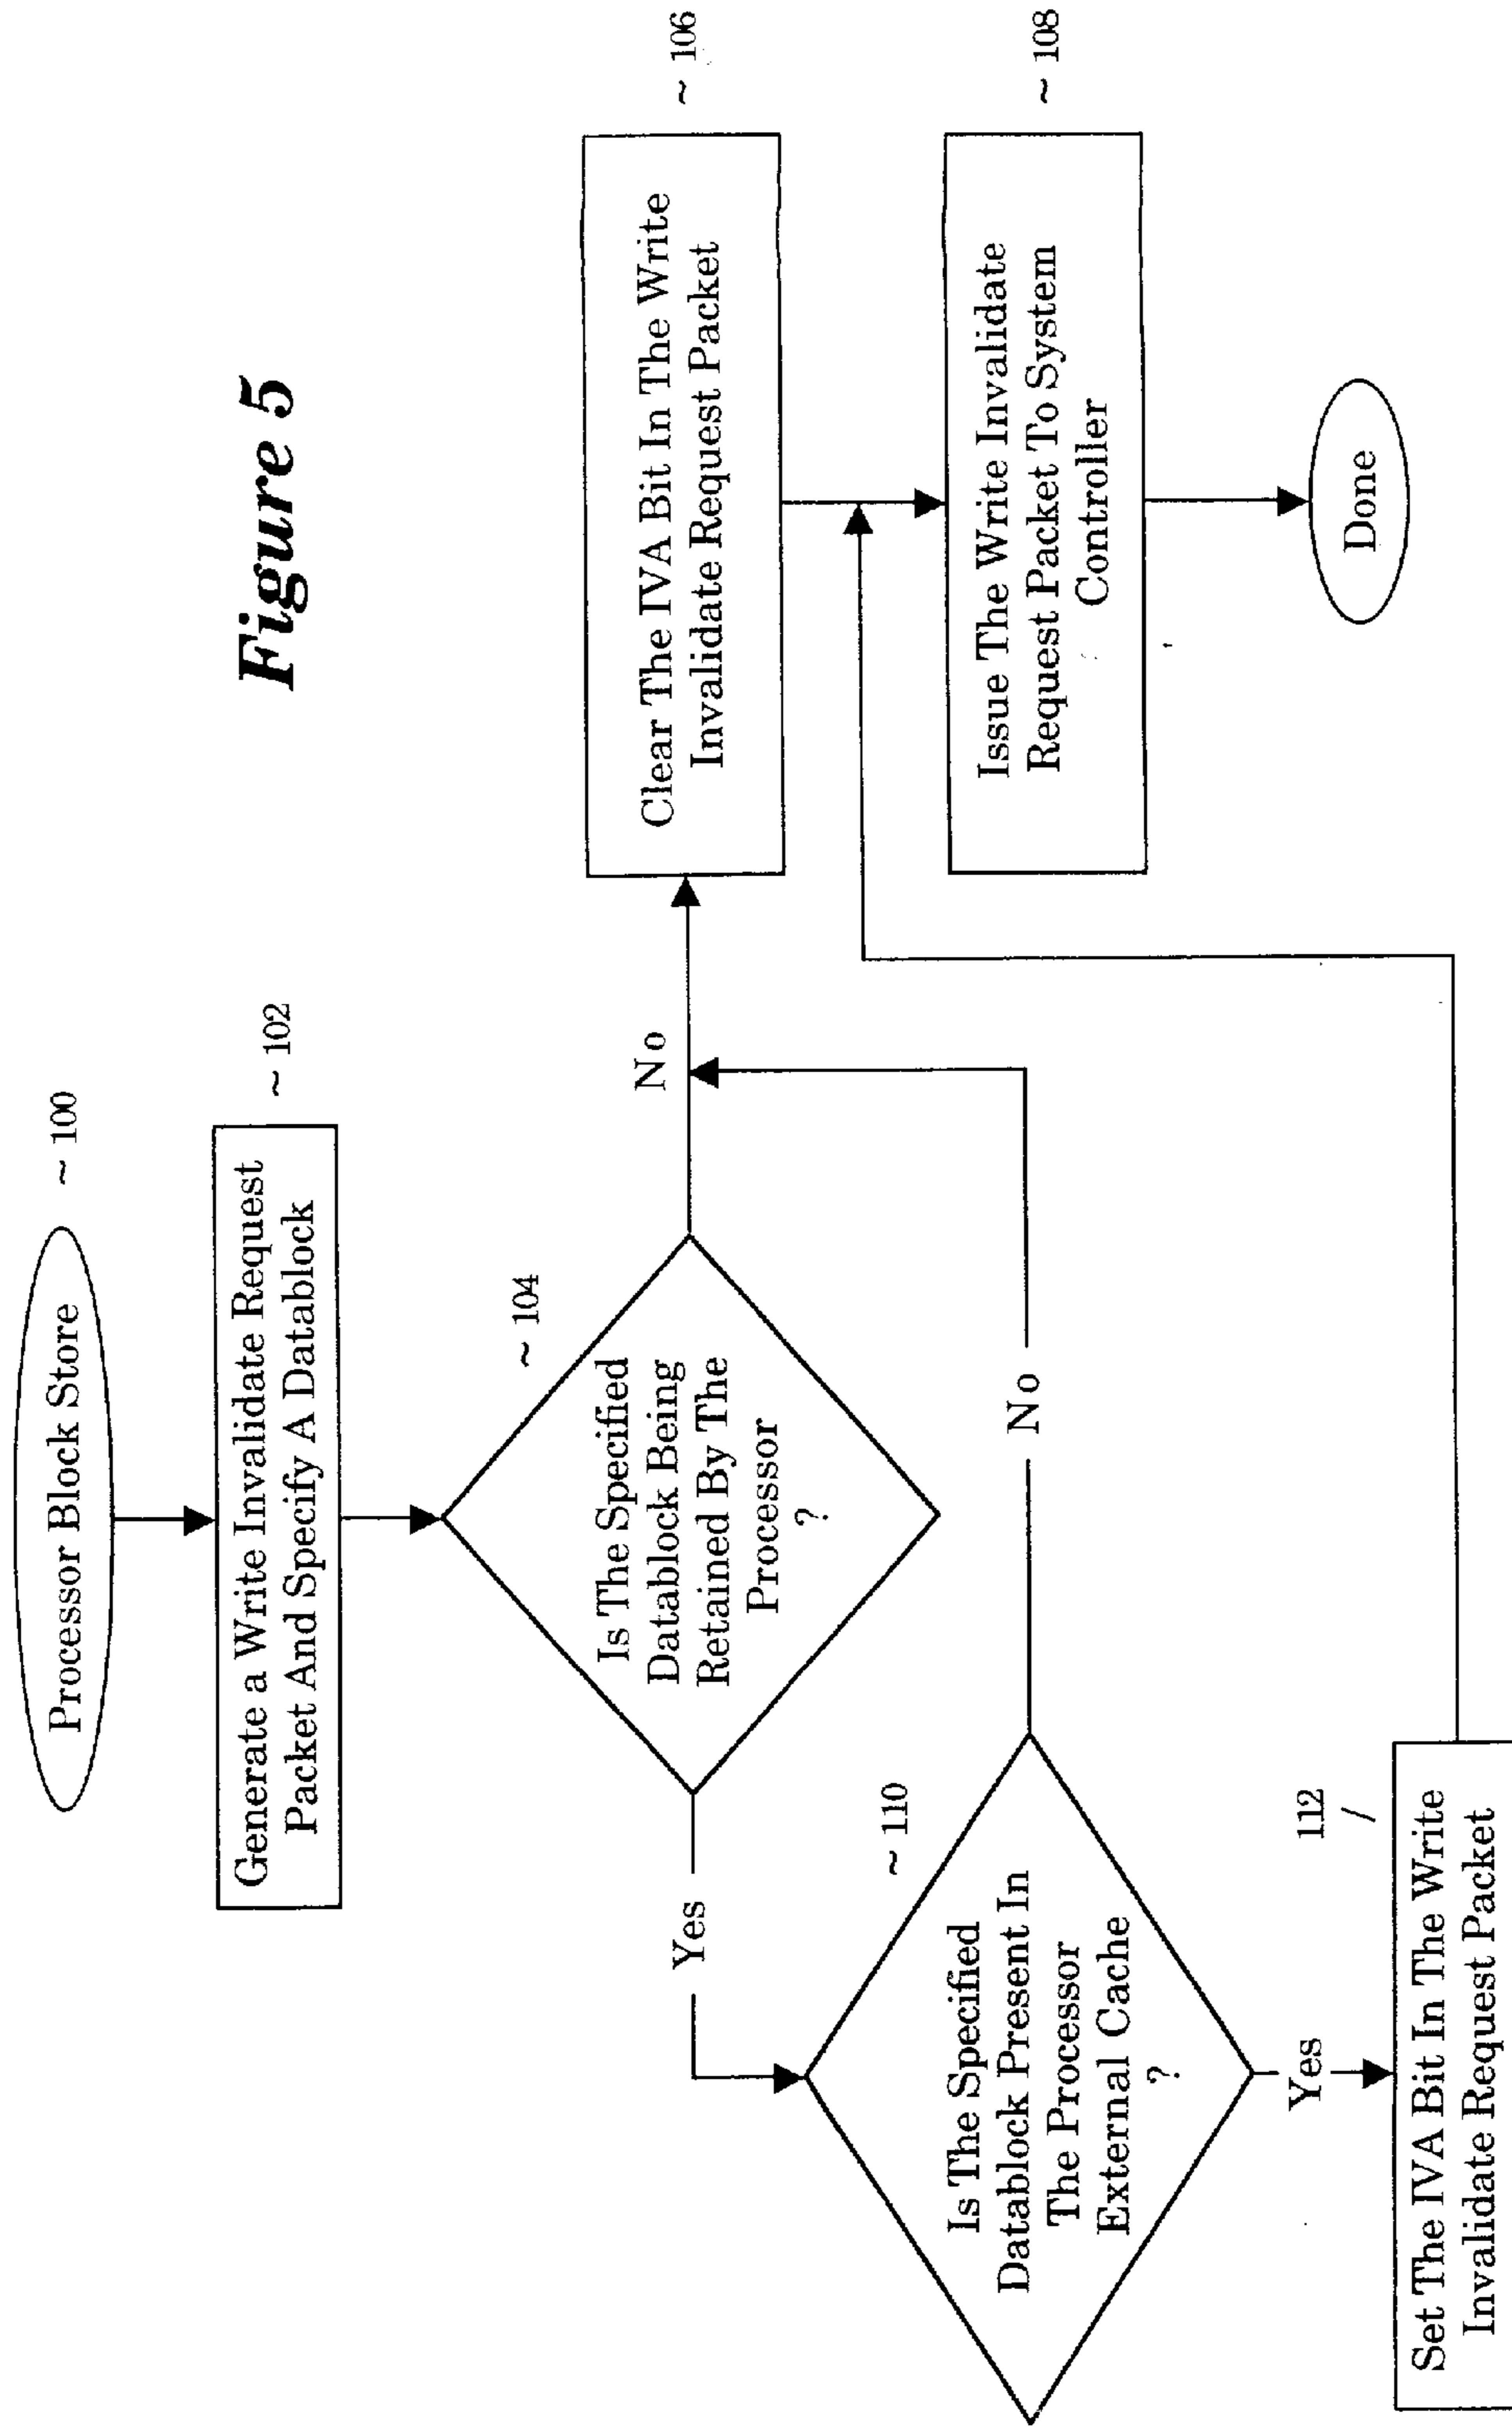 Processor Block Store
~ 100
Generate a Write Invalidate Request
Packet And Specify A Datablock
~ 102
Figure 5
Is The Specified
Datablock Being
Retained By The
Processor
?
~ 104
No
Clear The IVA Bit In The Write
Invalidate Request Packet
~ 106
Yes
Is The Specified
Datablock Present In
The Processor
External Cache
?
~ 110
No
Issue The Write Invalidate
Request Packet To System
Controller
~ 108
Yes
Set The IVA Bit In The Write
Invalidate Request Packet
112
Done